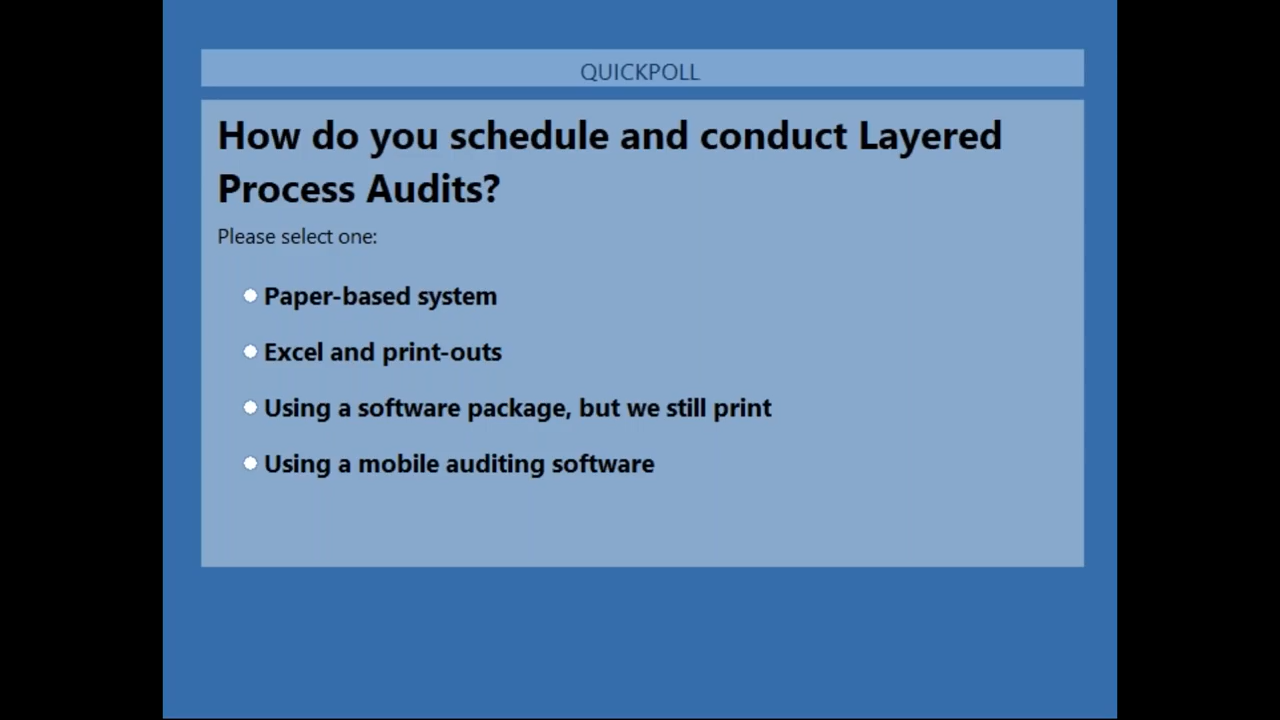 QUICKPOLL
How do you schedule and conduct Layered
Process Audits?
Please select one:
Paper-based system
Excel and print-outs
Using a software package, but we still print
Using a mobile auditing software